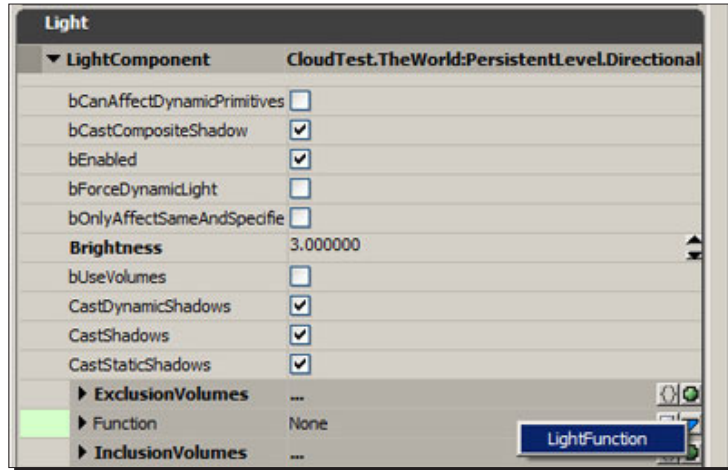 Light
LightComponent CloudTest.TheWorld:PersistentLevel.Directional
bCanAffectDynamicPrimitives
bCastCompositeShadow
bEnabled
bForceDynamicLight
bOnlyAffectSameAndSpecifie
Brightness 3.000000
bUseVolumes
CastDynamicShadows
CastShadows
CastStaticShadows
ExclusionVolumes ...
Function None
LightFunction
InclusionVolumes ...